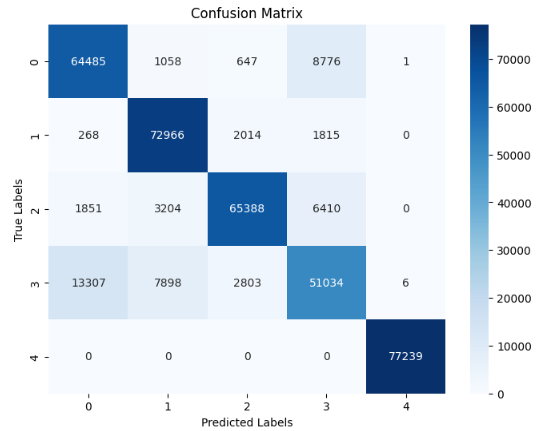 Confusion Matrix
0 64485 1058 647 8776 1
1 268 72966 2014 1815 0
2 1851 3204 65388 6410 0
3 13307 7898 2803 51034 6
4 0 0 0 0 77239
0 1 2 3 4
Predicted Labels
True Labels
70000
60000
50000
40000
30000
20000
10000
0